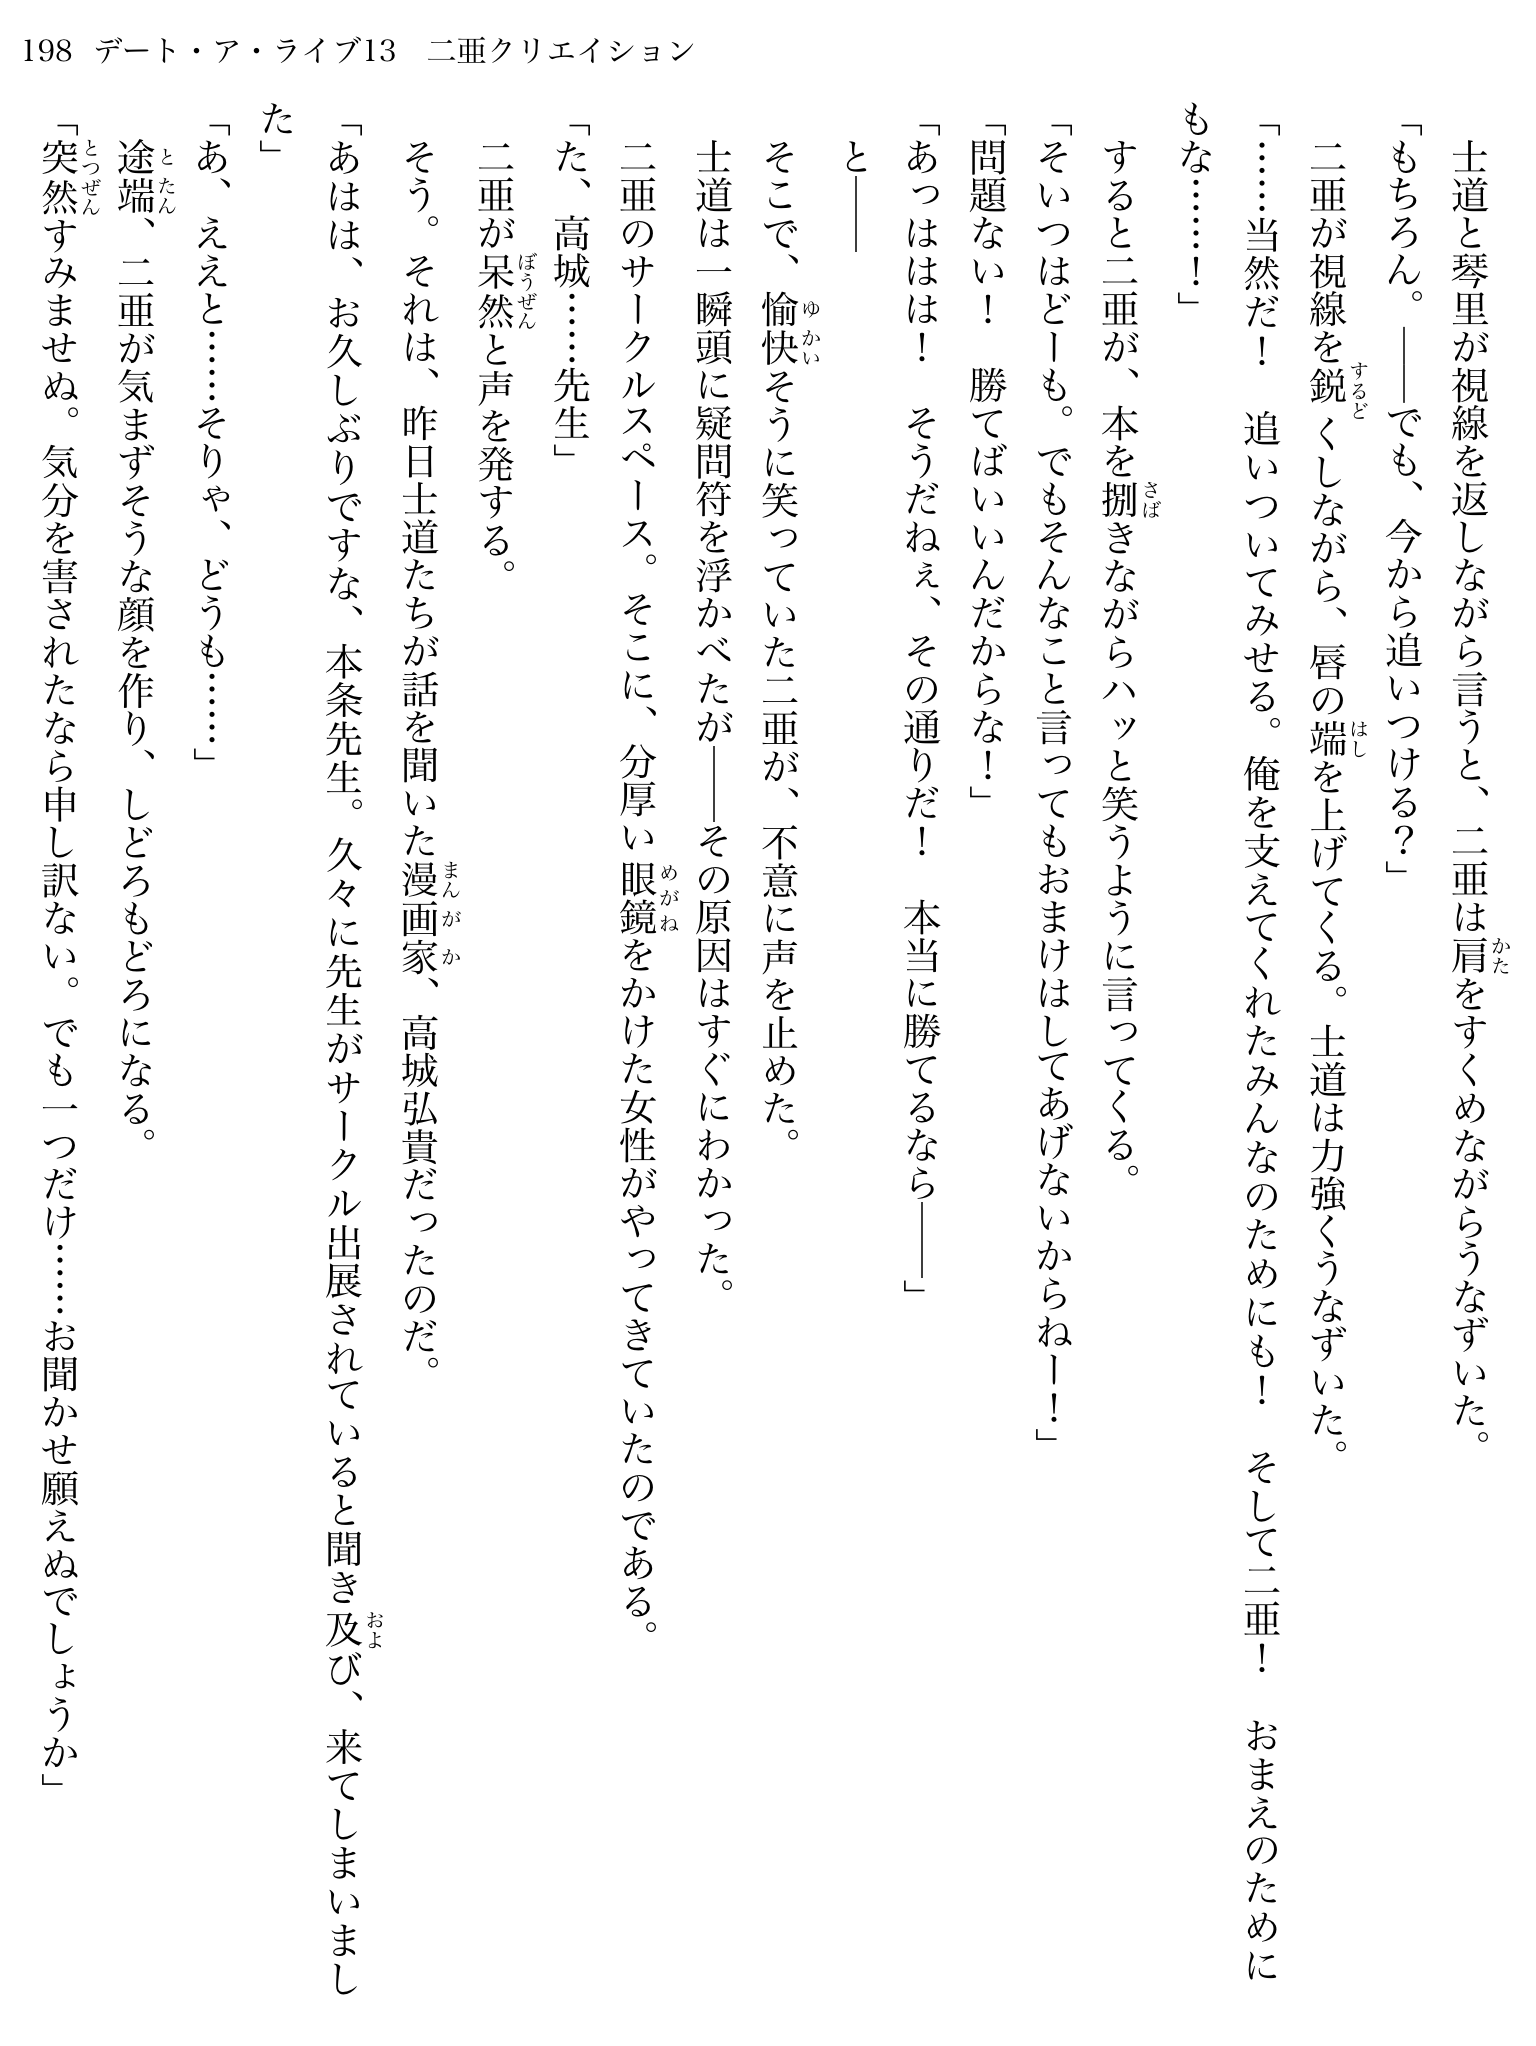 198 デート・ア・ライブ13　二亜クリエイション
　士道と琴里が視線を返しながら言うと、二亜は肩をすくめながらうなずいた。
「もちろん。――でも、今から追いつける？」
　二亜が視線を鋭くしながら、唇の端を上げてくる。士道は力強くうなずいた。
「……当然だ！　追いついてみせる。俺を支えてくれたみんなのためにも！　そして二亜！　おまえのために
もな……！」
　すると二亜が、本を捌きながらハッと笑うように言ってくる。
「そいつはどーも。でもそんなこと言ってもおまけはしてあげないからねー！」
「問題ない！　勝てばいいんだからな！」
「あっははは！　そうだねぇ、その通りだ！　本当に勝てるなら――」
　と――
　そこで、愉快そうに笑っていた二亜が、不意に声を止めた。
　士道は一瞬頭に疑問符を浮かべたが――その原因はすぐにわかった。
　二亜のサークルスペース。そこに、分厚い眼鏡をかけた女性がやってきていたのである。
「た、高城……先生」
　二亜が呆然と声を発する。
　そう。それは、昨日士道たちが話を聞いた漫画家、高城弘貴だったのだ。
「あはは、お久しぶりですな、本条先生。久々に先生がサークル出展されていると聞き及び、来てしまいまし
た」
「あ、ええと……そりゃ、どうも……」
　途端、二亜が気まずそうな顔を作り、しどろもどろになる。
「突然すみませぬ。気分を害されたなら申し訳ない。でも一つだけ……お聞かせ願えぬでしょうか」